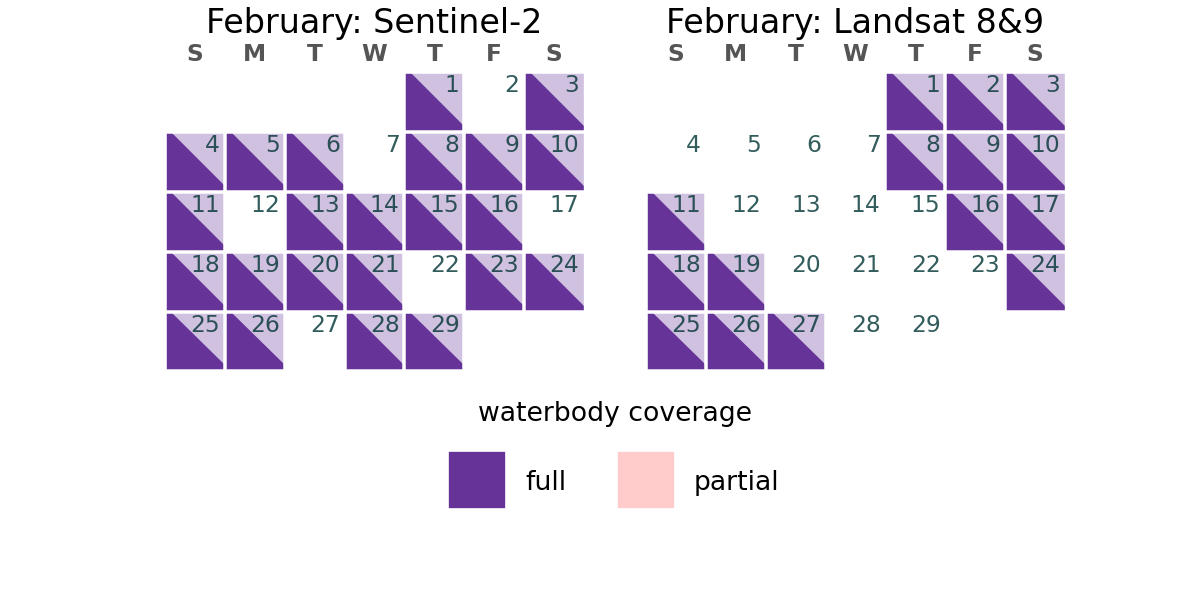 February: Sentinel-2
S M T W T F S
1 2 3
4 5 6 7 8 9 10
11 12 13 14 15 16 17
18 19 20 21 22 23 24
25 26 27 28 29
February: Landsat 8&9
S M T W T F S
1 2 3
4 5 6 7 8 9 10
11 12 13 14 15 16 17
18 19 20 21 22 23 24
25 26 27 28 29
waterbody coverage
full
partial